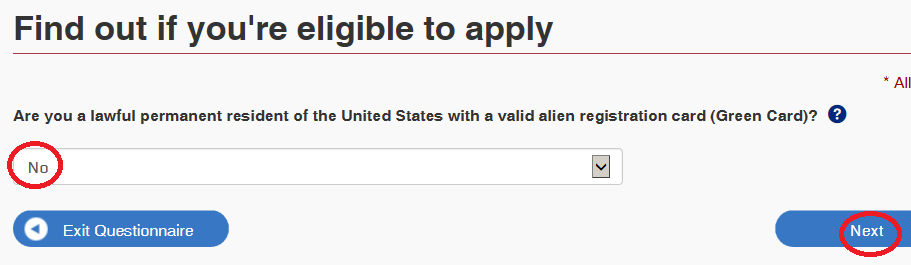 Find out if you're eligible to apply
* All
Are you a lawful permanent resident of the United States with a valid alien registration card (Green Card)? ?
No
Exit Questionnaire
Next